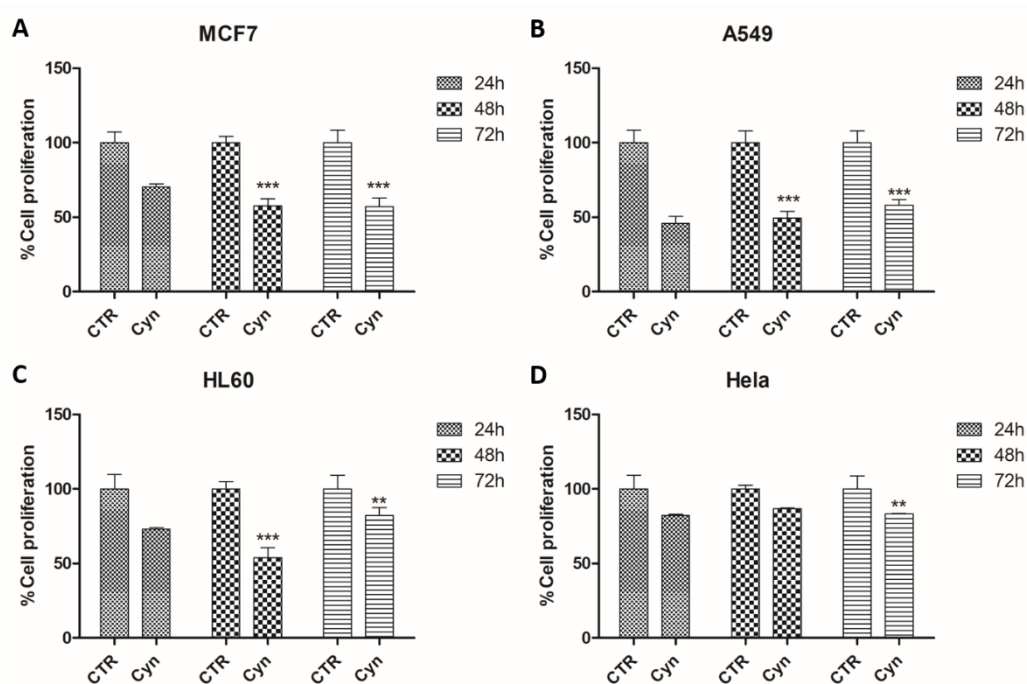 A
MCF7
% Cell proliferation
150
100
50
0
***
***
CTR
Cyn
CTR
Cyn
CTR
Cyn
24h
48h
72h
B
A549
% Cell proliferation
150
100
50
0
***
***
CTR
Cyn
CTR
Cyn
CTR
Cyn
24h
48h
72h
C
HL60
% Cell proliferation
150
100
50
0
***
**
CTR
Cyn
CTR
Cyn
CTR
Cyn
24h
48h
72h
D
Hela
% Cell proliferation
150
100
50
0
**
CTR
Cyn
CTR
Cyn
CTR
Cyn
24h
48h
72h